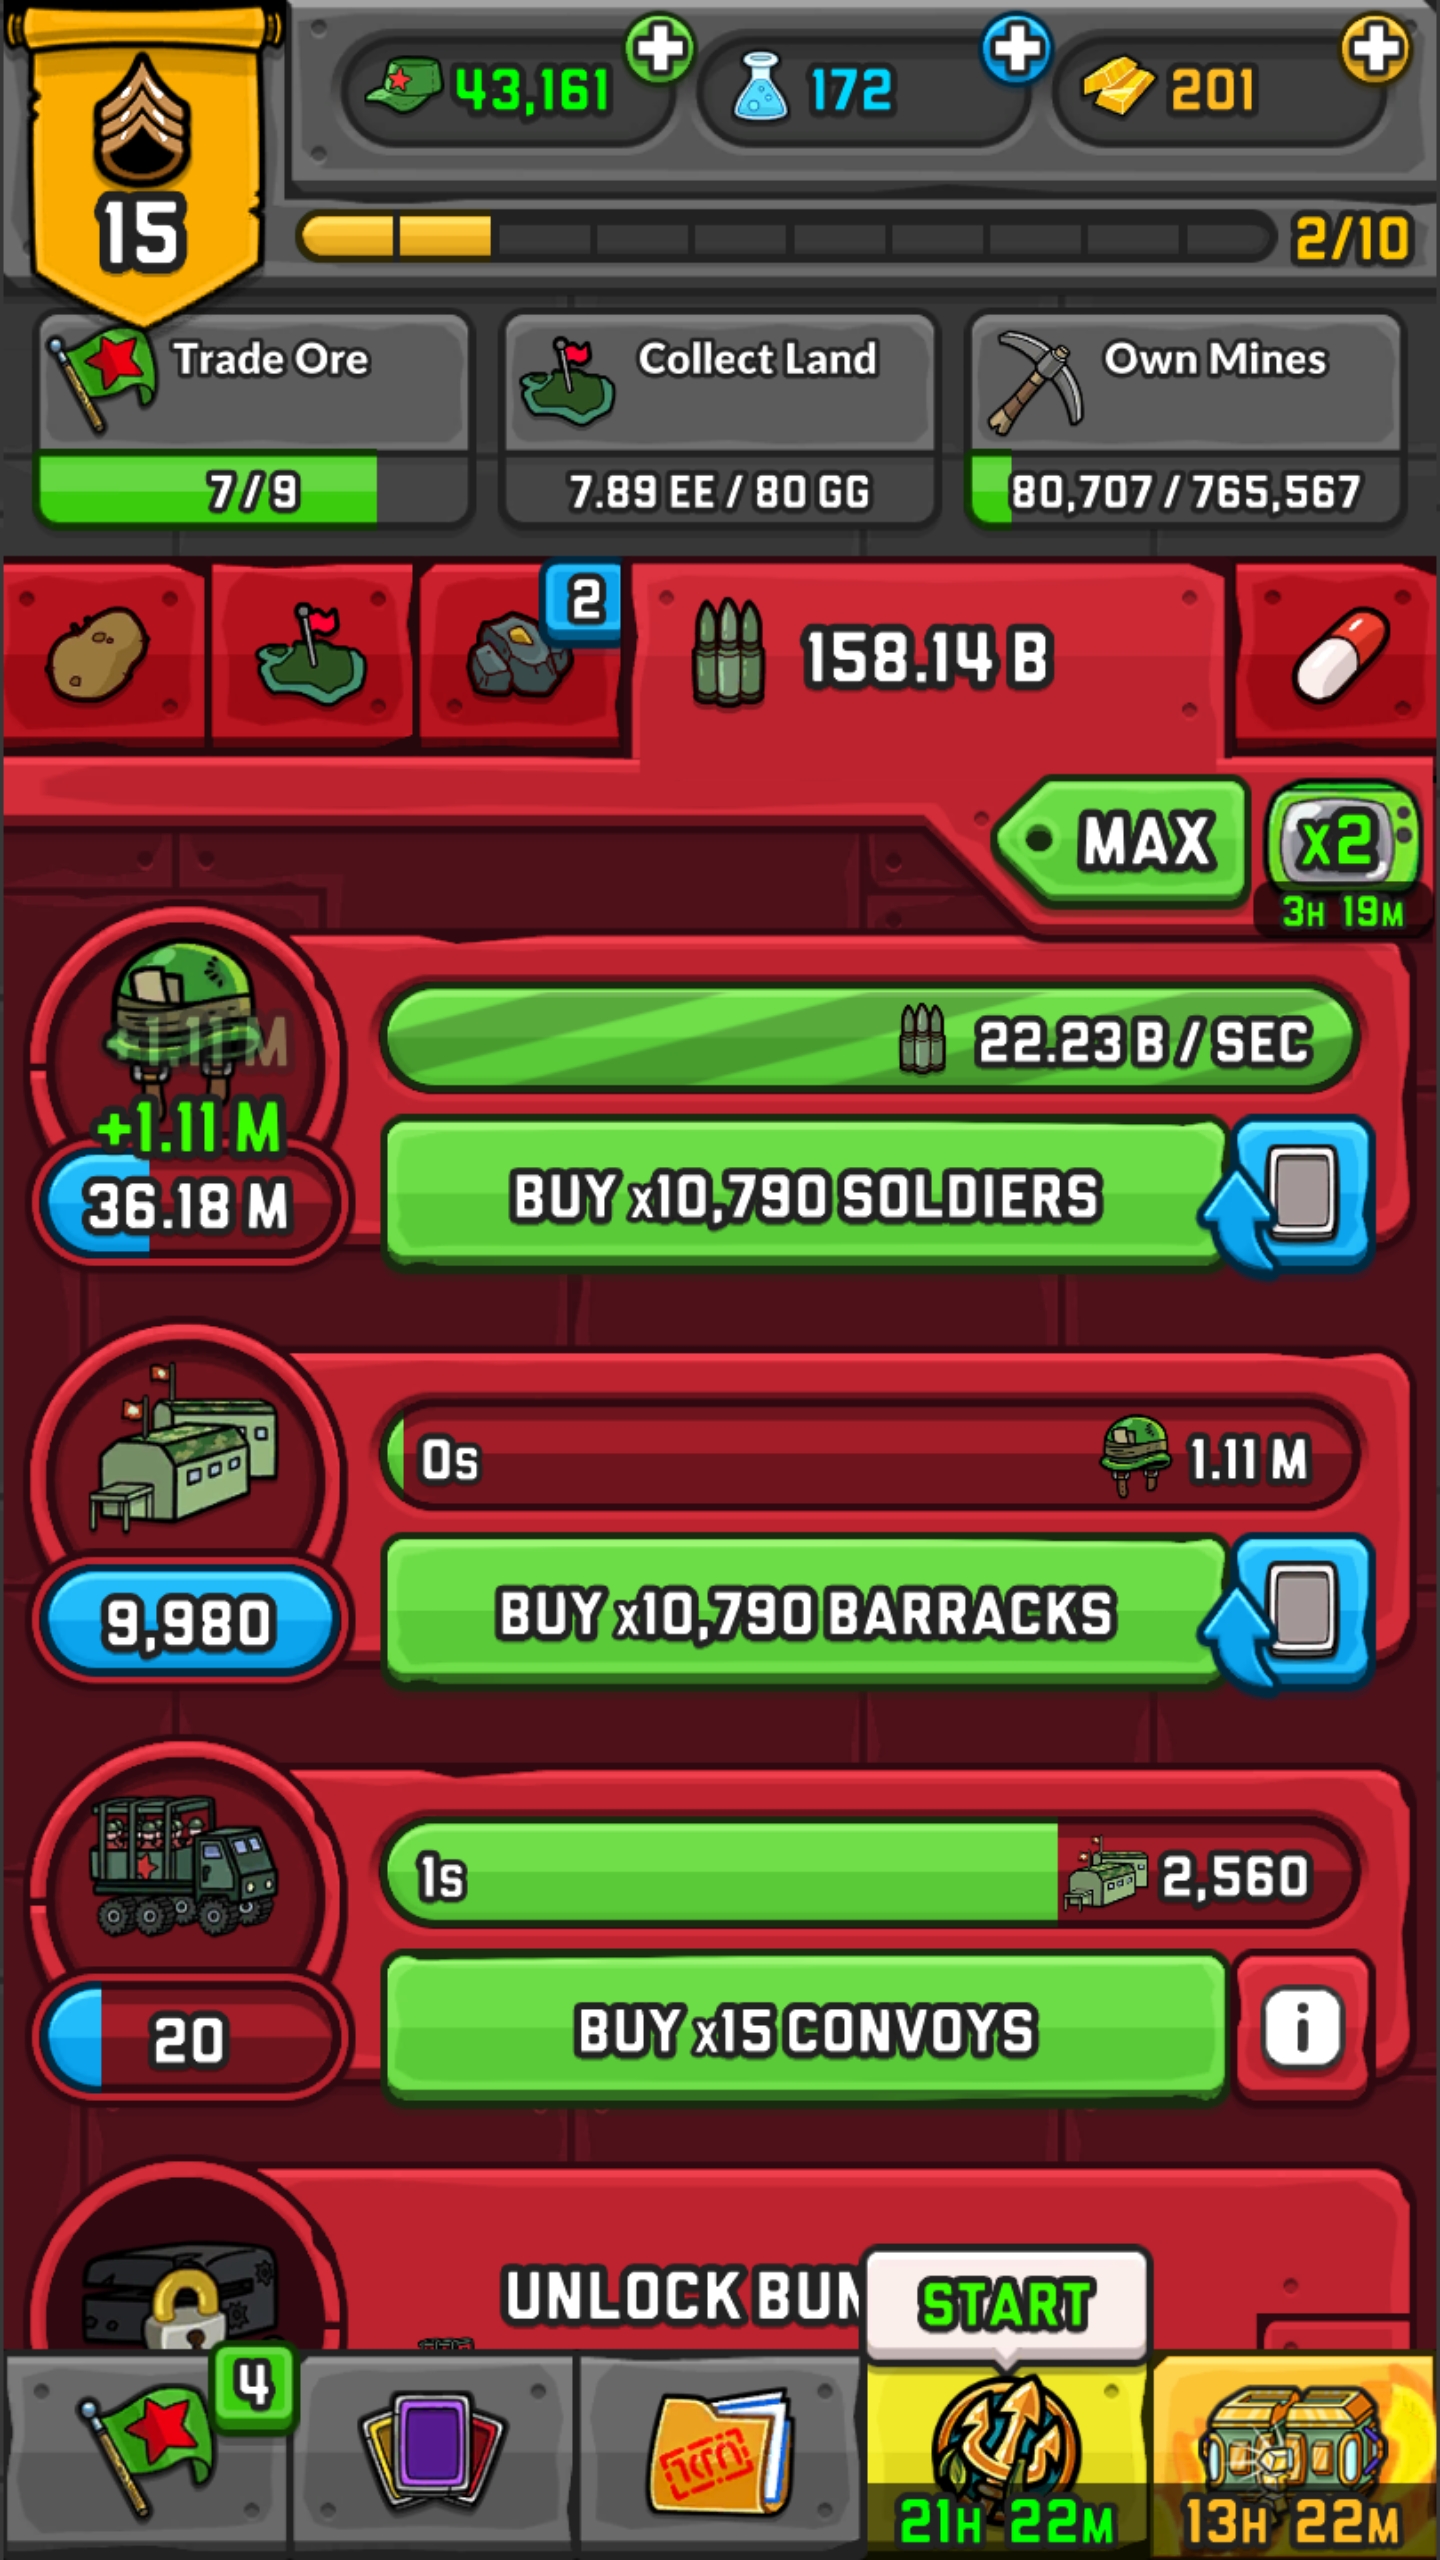 43,161
172
201
15
2/10
Trade Ore
Collect Land
Own Mines
7/9
7.89 EE / 80 GG
80,707 / 765,567
2
158.14 B
MAX
x2
3H 19M
22.23 B / SEC
+1.11 M
+1.11 M
36.18 M
BUY x10,790 SOLDIERS
0s
1.11 M
9,980
BUY x10,790 BARRACKS
1s
2,560
20
BUY x15 CONVOYS
i
UNLOCK BUN
START
4
21H 22M
13H 22M